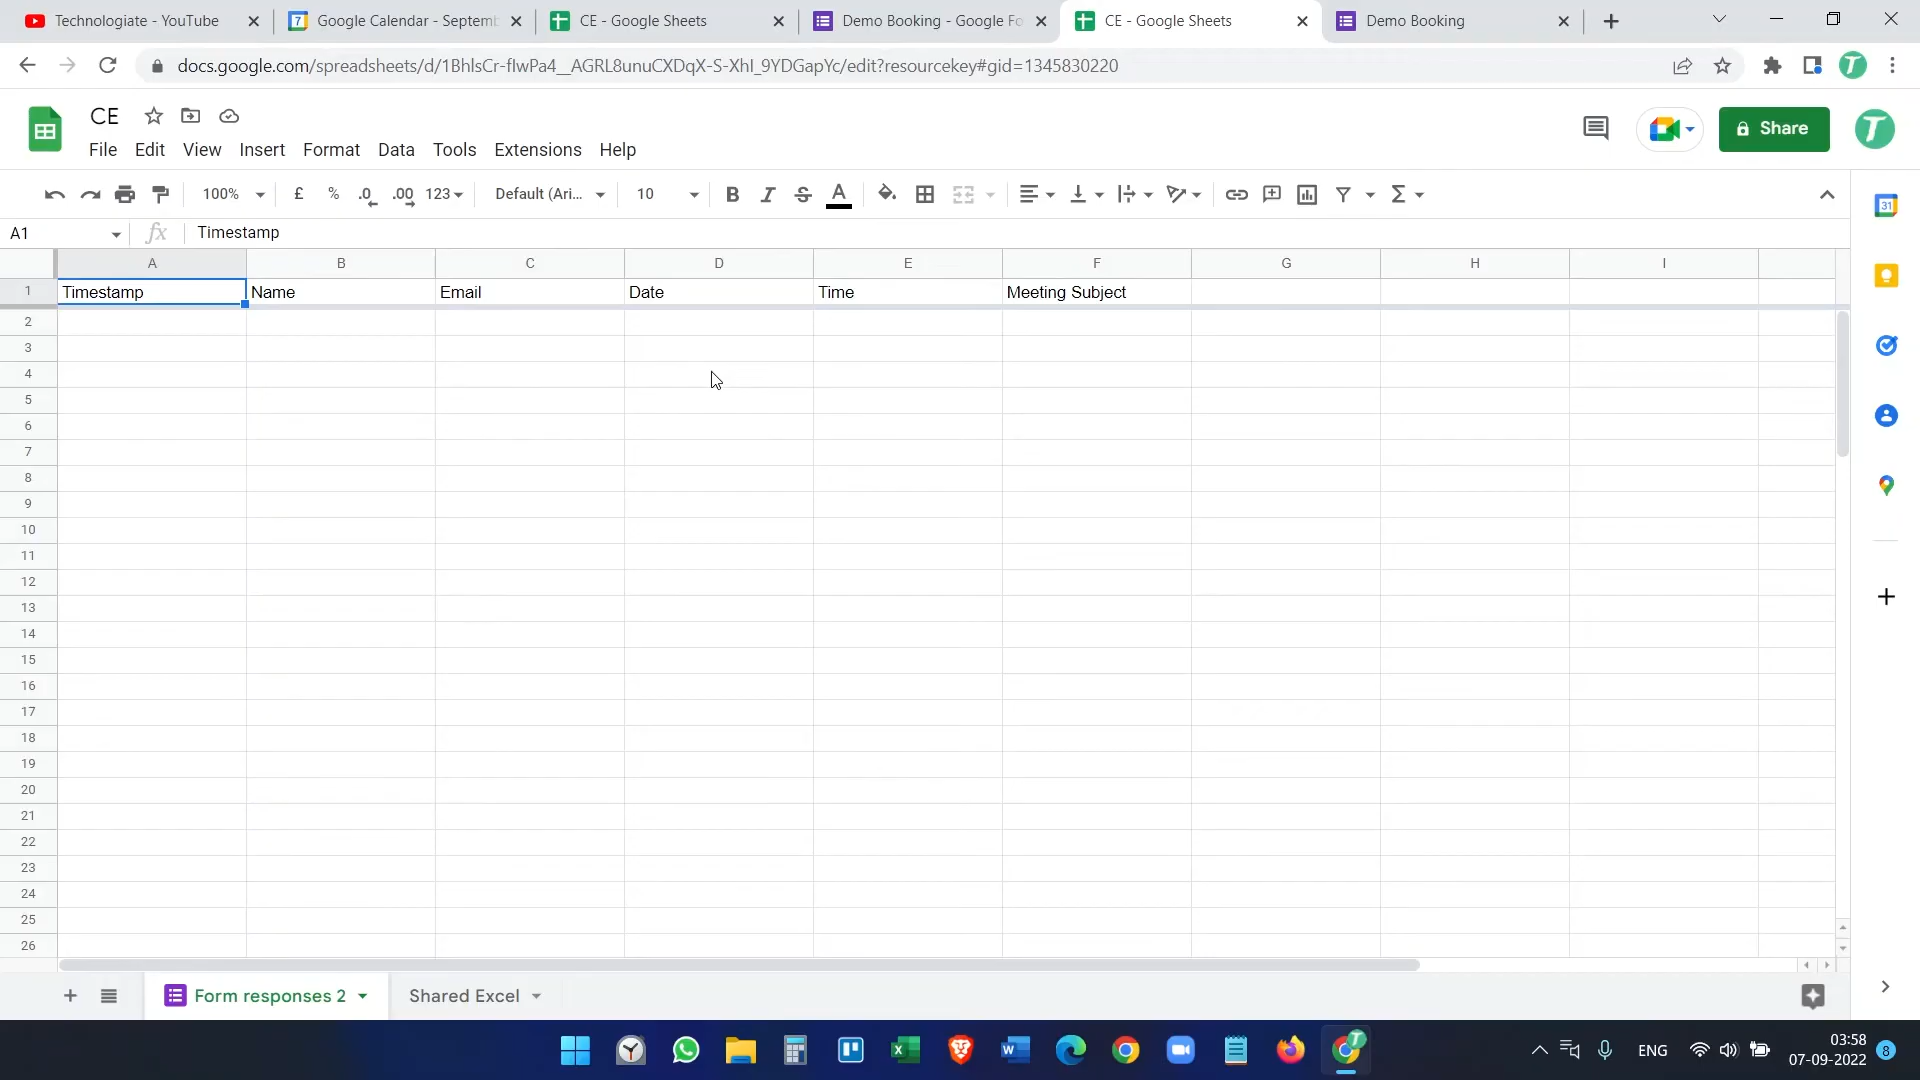 Technologiate - YouTube
Google Calendar - Septemb
CE - Google Sheets
Demo Booking - Google Fo
CE - Google Sheets
Demo Booking
docs.google.com/spreadsheets/d/1BhlsCr-flwPa4__AGRL8unuCXDqX-S-Xhl_9YDGapYc/edit?resourcekey#gid=1345830220
CE
File Edit View Insert Format Data Tools Extensions Help
Share
100% £ % .0 .00 123 Default (Ari... 10 B I S A
A1 fx Timestamp
A B C D E F G H I
1 Timestamp Name Email Date Time Meeting Subject
2
3
4
5
6
7
8
9
10
11
12
13
14
15
16
17
18
19
20
21
22
23
24
25
26
Form responses 2 Shared Excel
ENG
03:58
07-09-2022
8